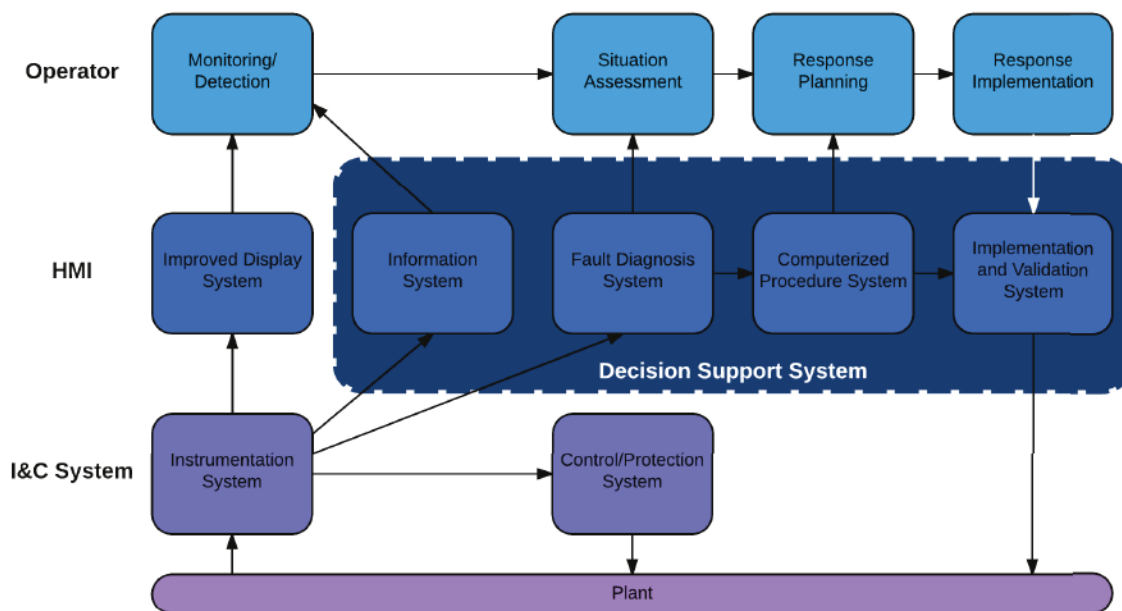 Operator
Monitoring/
Detection
Situation
Assessment
Response
Planning
Response
Implementation
HMI
Improved Display
System
Information
System
Fault Diagnosis
System
Computerized
Procedure System
Implementation
and Validation
System
Decision Support System
I&C System
Instrumentation
System
Control/Protection
System
Plant